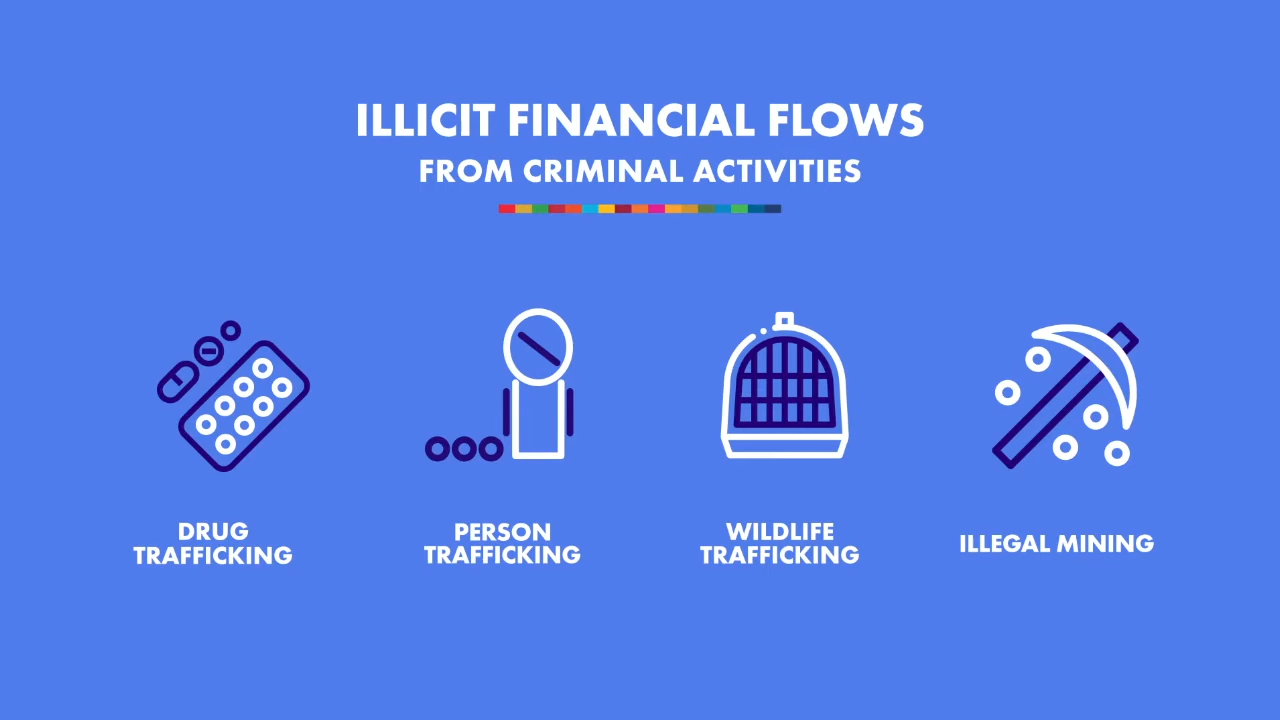 ILLICIT FINANCIAL FLOWS
FROM CRIMINAL ACTIVITIES
DRUG
TRAFFICKING
PERSON
TRAFFICKING
WILDLIFE
TRAFFICKING
ILLEGAL MINING